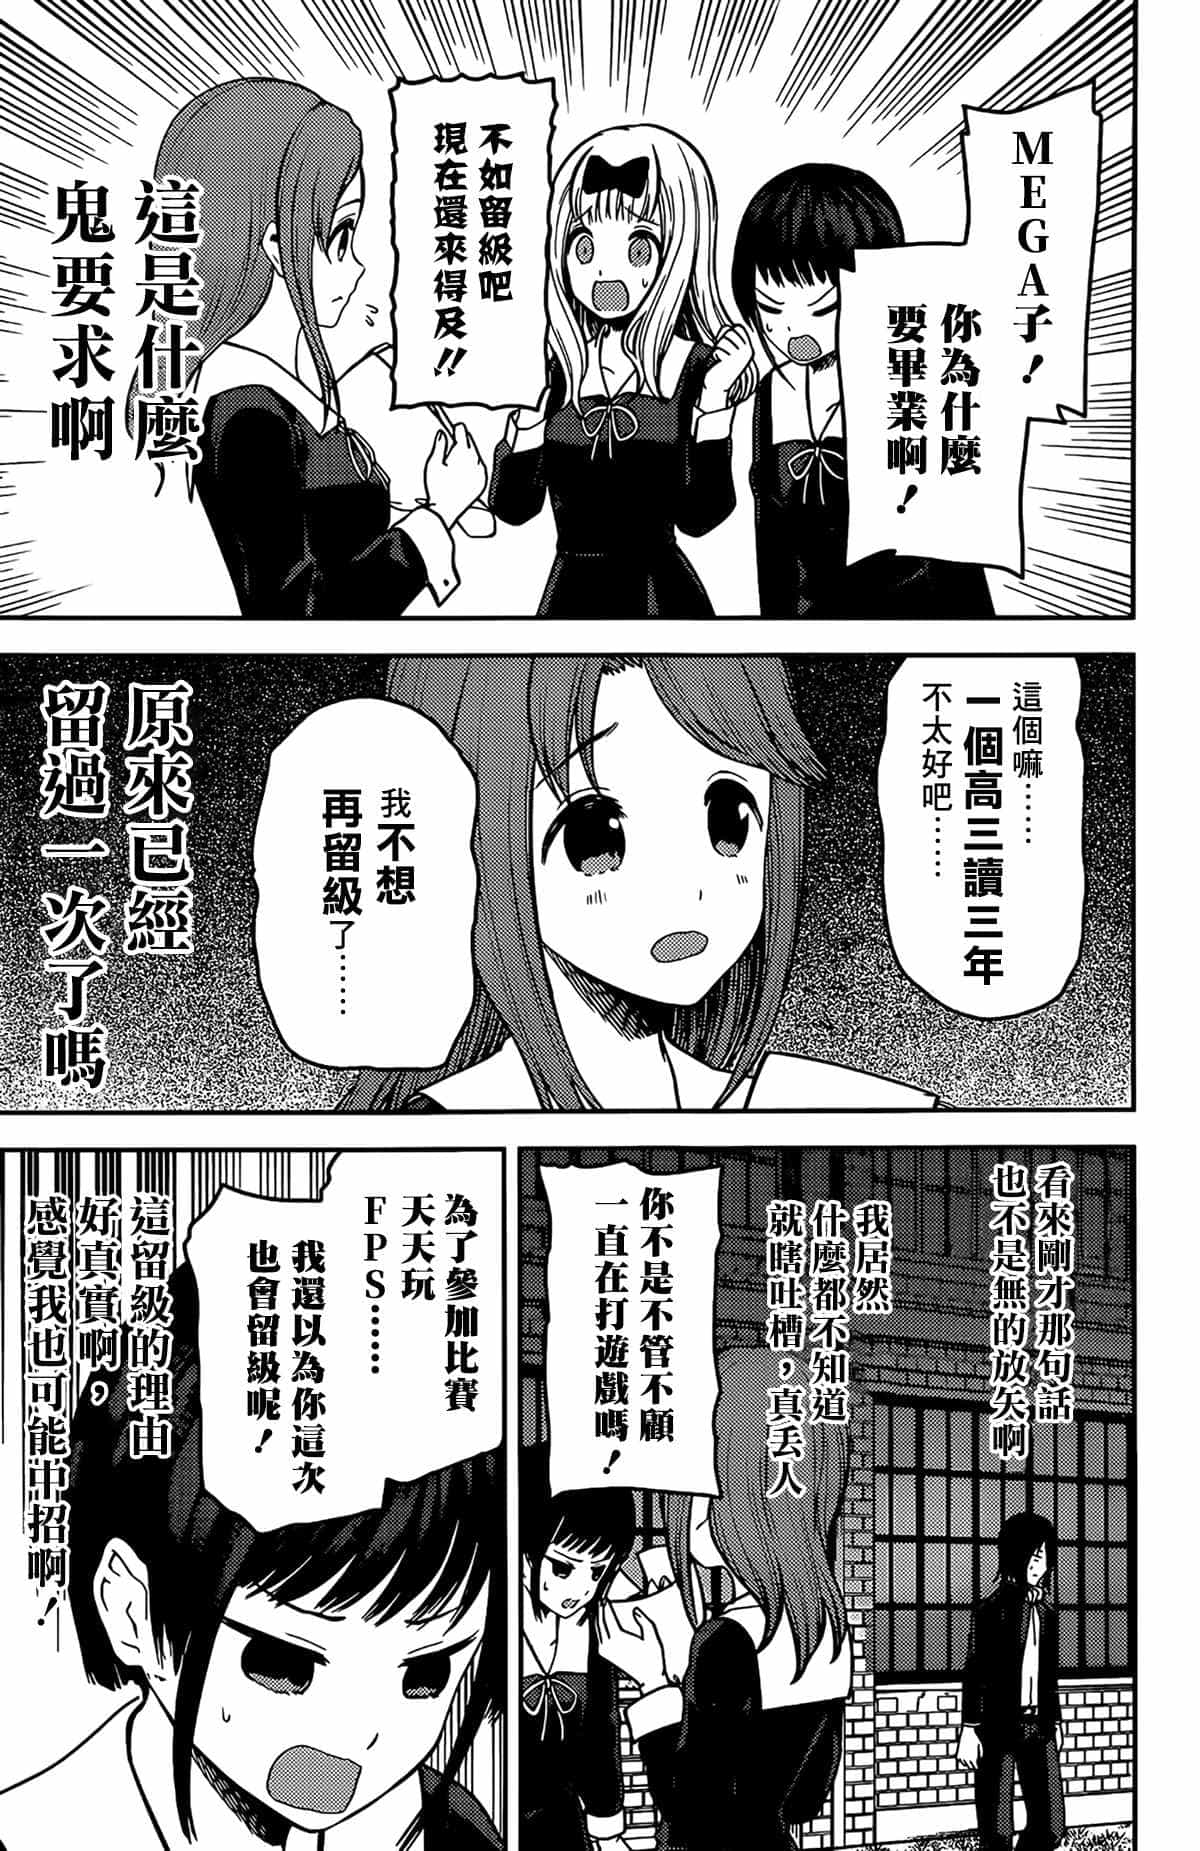 MEGA子！
你為什麼
要畢業啊！
不如留級吧
現在還來得及!!
這是什麼
鬼要求啊
這個嘛……
一個高三讀三年
不太好吧……
我不想
再留級了……
原來已經
留過一次了嗎
看來剛才那句話
也不是無的放矢啊
我居然
什麼都不知道
就瞎吐槽，真丟人
你不是不管不顧
一直在打遊戲嗎！
為了參加比賽
天天玩
FPS……
我還以為你這次
也會留級呢！
這留級的理由
好真實啊，
感覺我也可能中招啊！